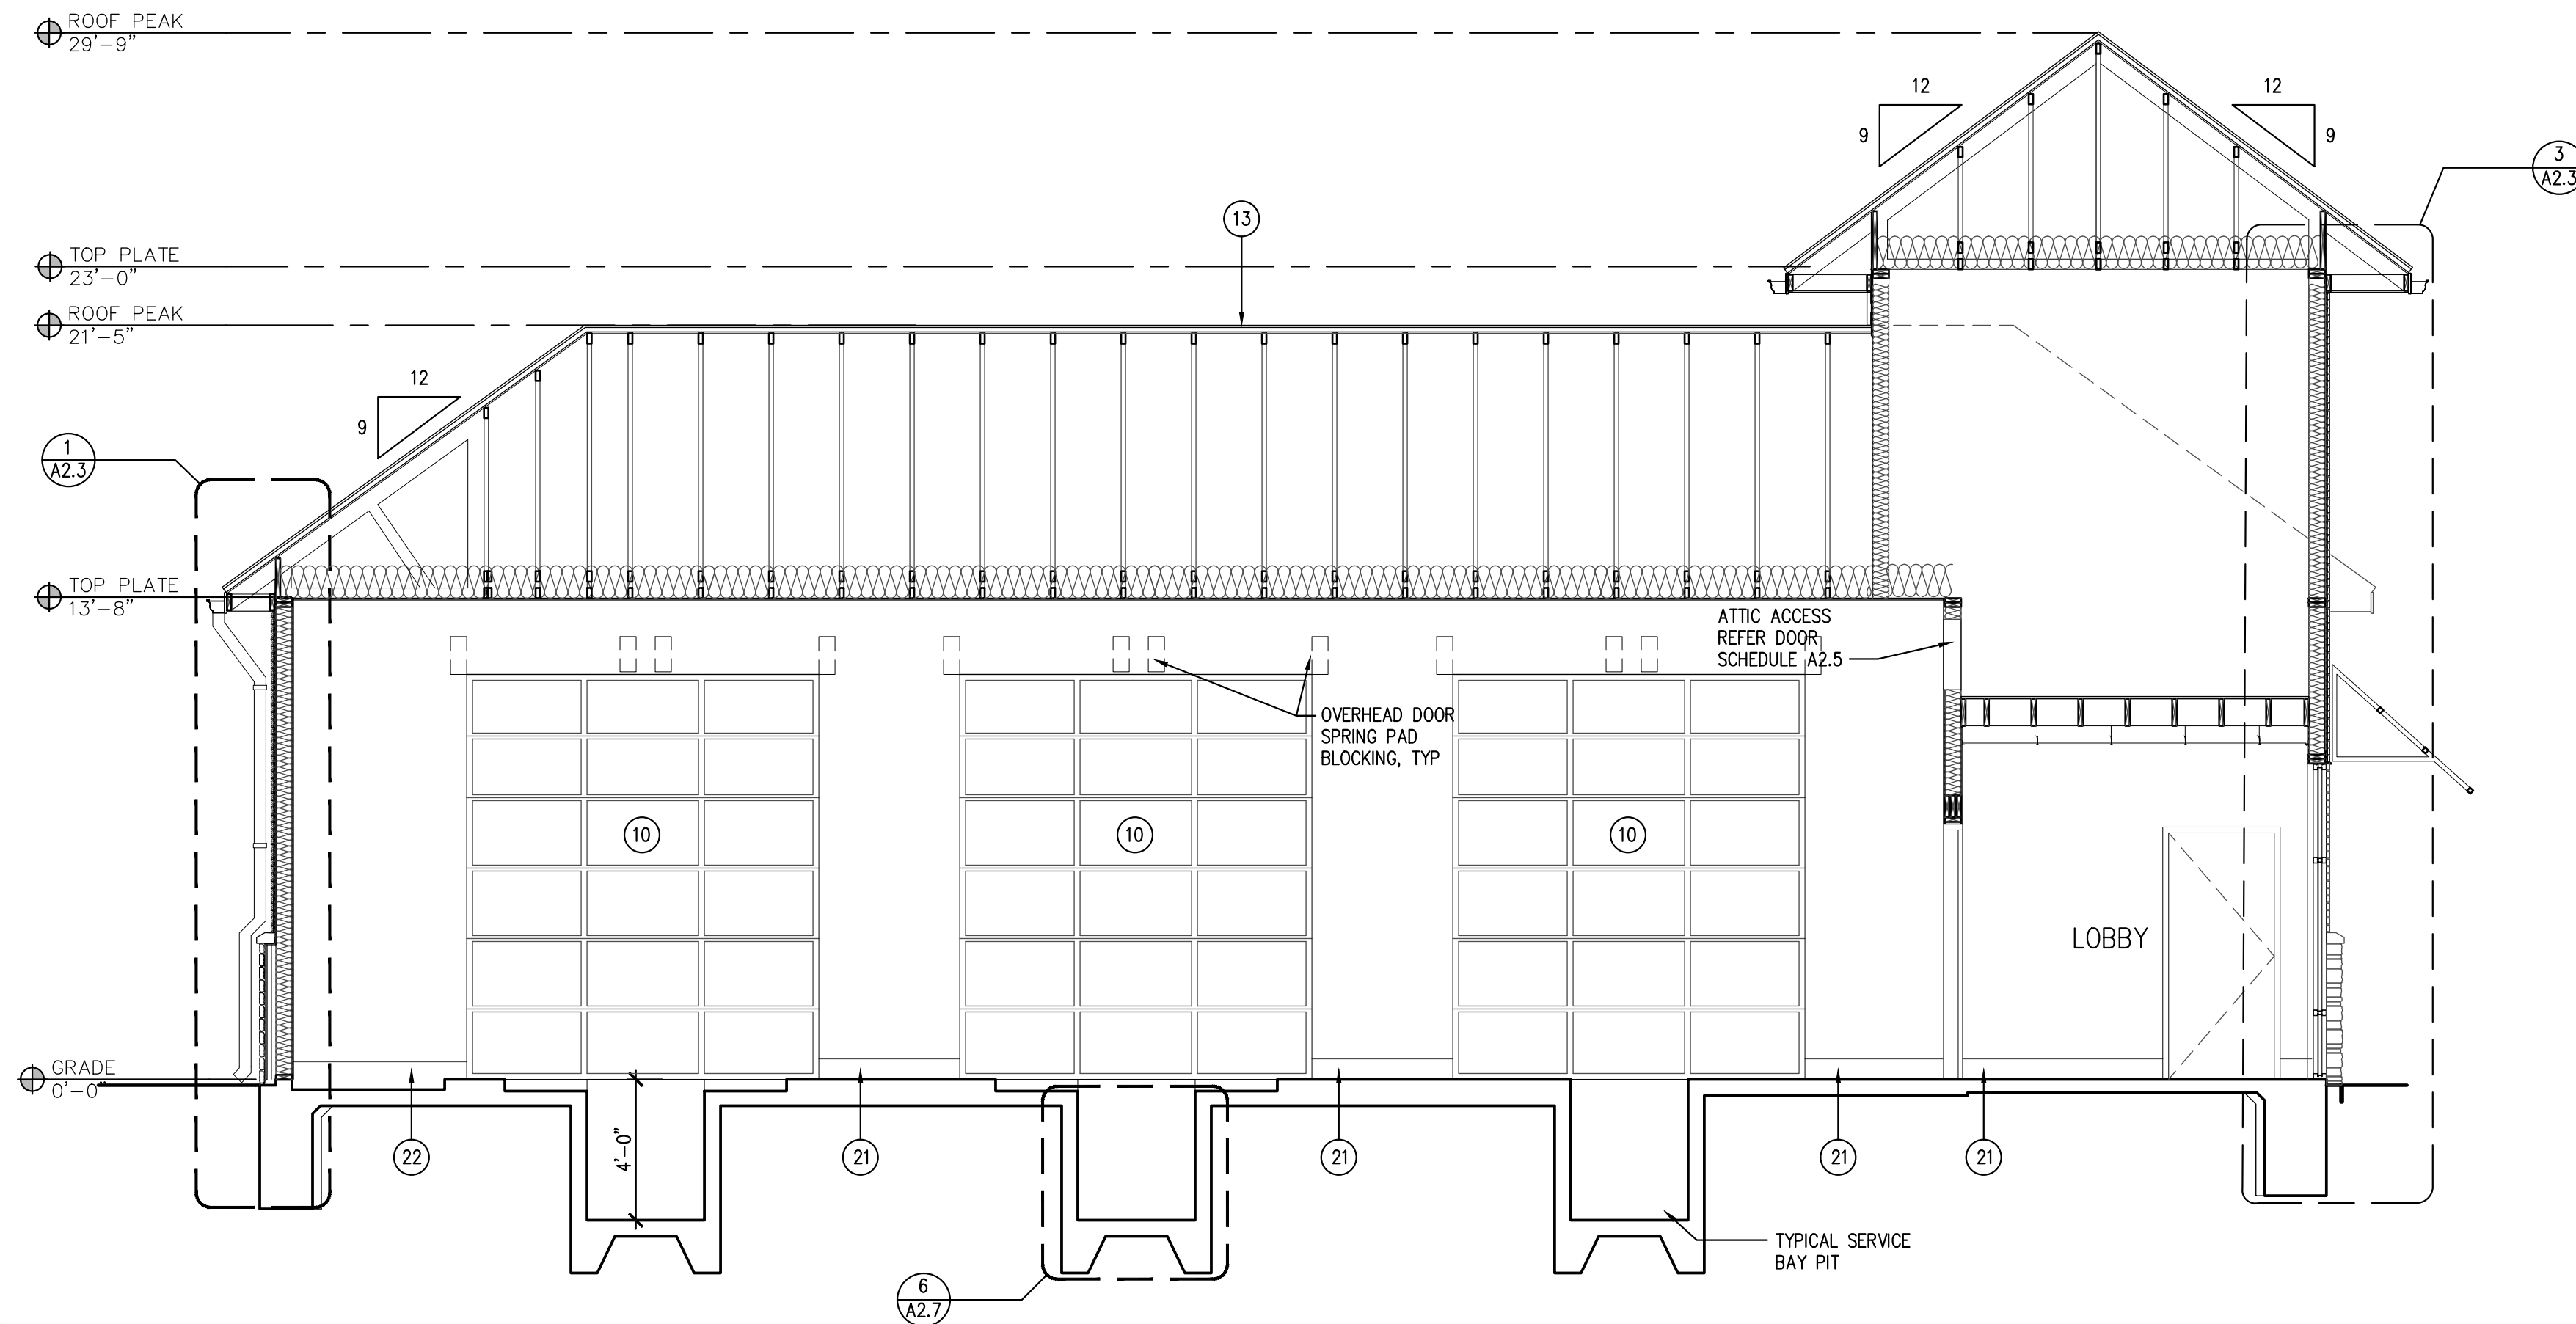 ROOF PEAK
29'-9"
12
12
9
9
3
A2.3
13
TOP PLATE
23'-0"
ROOF PEAK
21'-5"
12
9
1
A2.3
TOP PLATE
13'-8"
ATTIC ACCESS
REFER DOOR
SCHEDULE A2.5
OVERHEAD DOOR
SPRING PAD
BLOCKING, TYP
10
10
10
LOBBY
GRADE
0'-0"
4'-0"
22
21
21
21
21
TYPICAL SERVICE
BAY PIT
6
A2.7